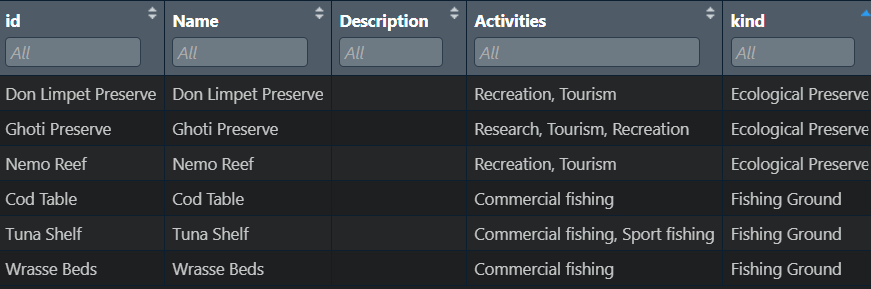 id Name Description Activities kind
All All All All All
Don Limpet Preserve Don Limpet Preserve Recreation, Tourism Ecological Preserve
Ghoti Preserve Ghoti Preserve Research, Tourism, Recreation Ecological Preserve
Nemo Reef Nemo Reef Recreation, Tourism Ecological Preserve
Cod Table Cod Table Commercial fishing Fishing Ground
Tuna Shelf Tuna Shelf Commercial fishing, Sport fishing Fishing Ground
Wrasse Beds Wrasse Beds Commercial fishing Fishing Ground